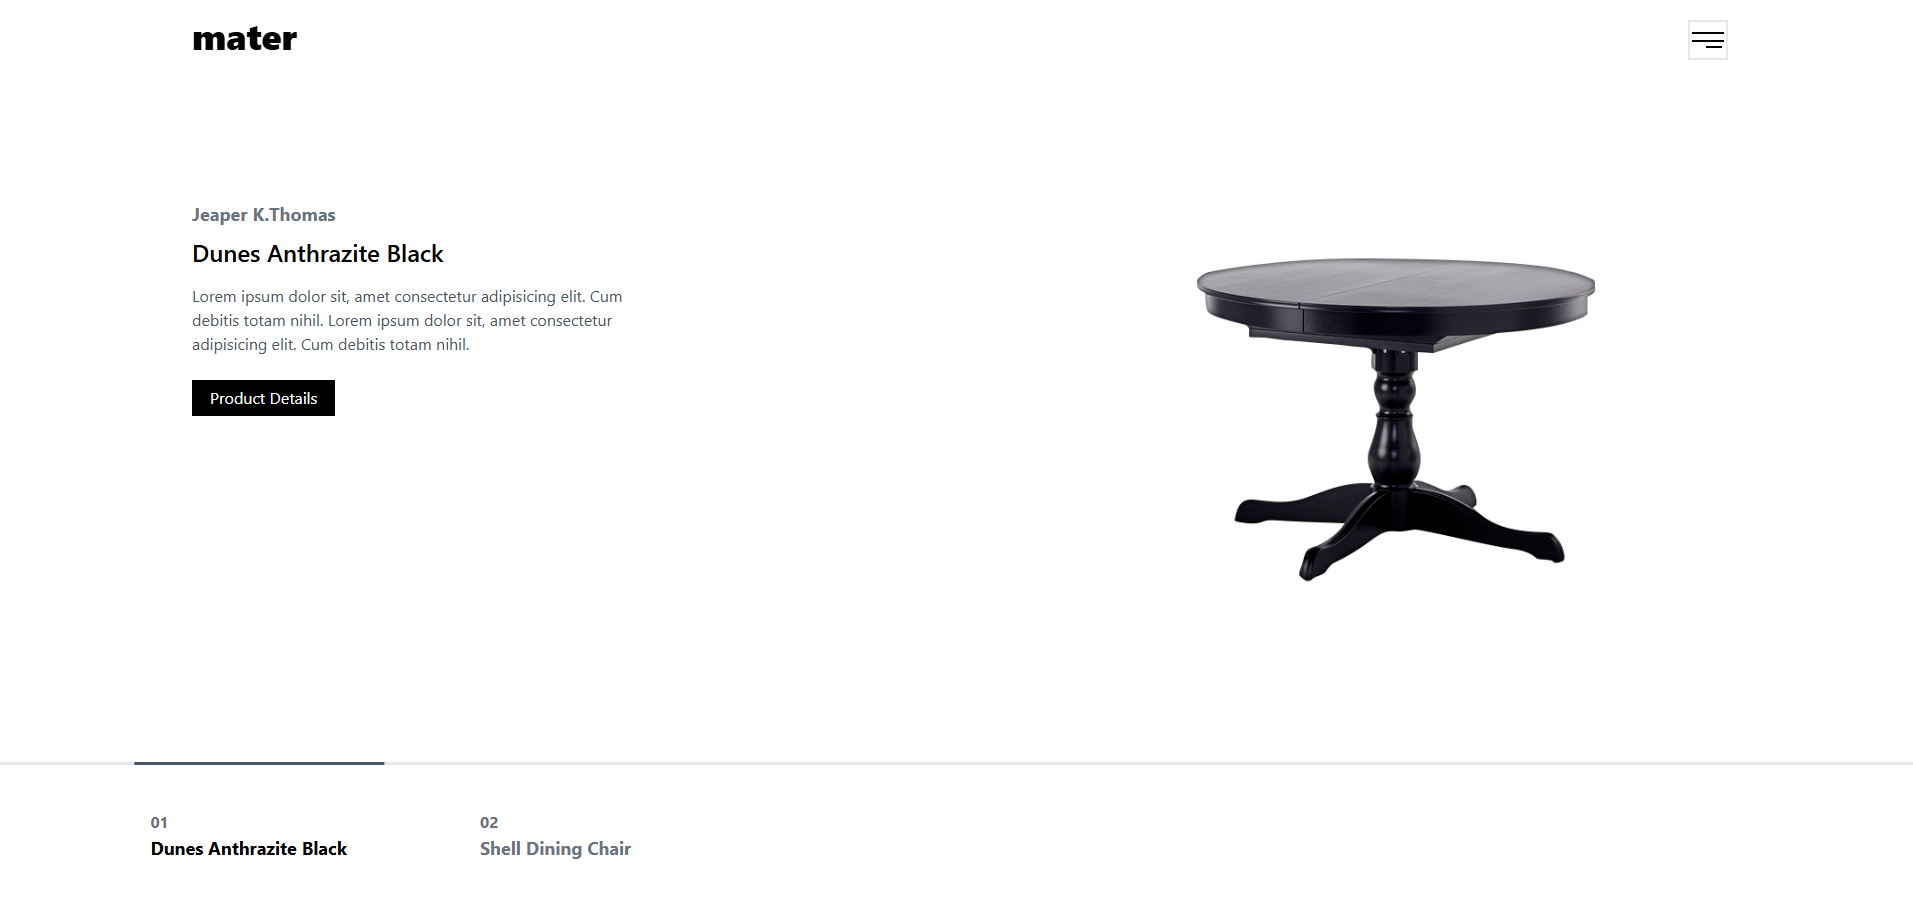 mater
Jeaper K.Thomas
Dunes Anthrazite Black
Lorem ipsum dolor sit, amet consectetur adipisicing elit. Cum
debitis totam nihil. Lorem ipsum dolor sit, amet consectetur
adipisicing elit. Cum debitis totam nihil.
Product Details
01
Dunes Anthrazite Black
02
Shell Dining Chair